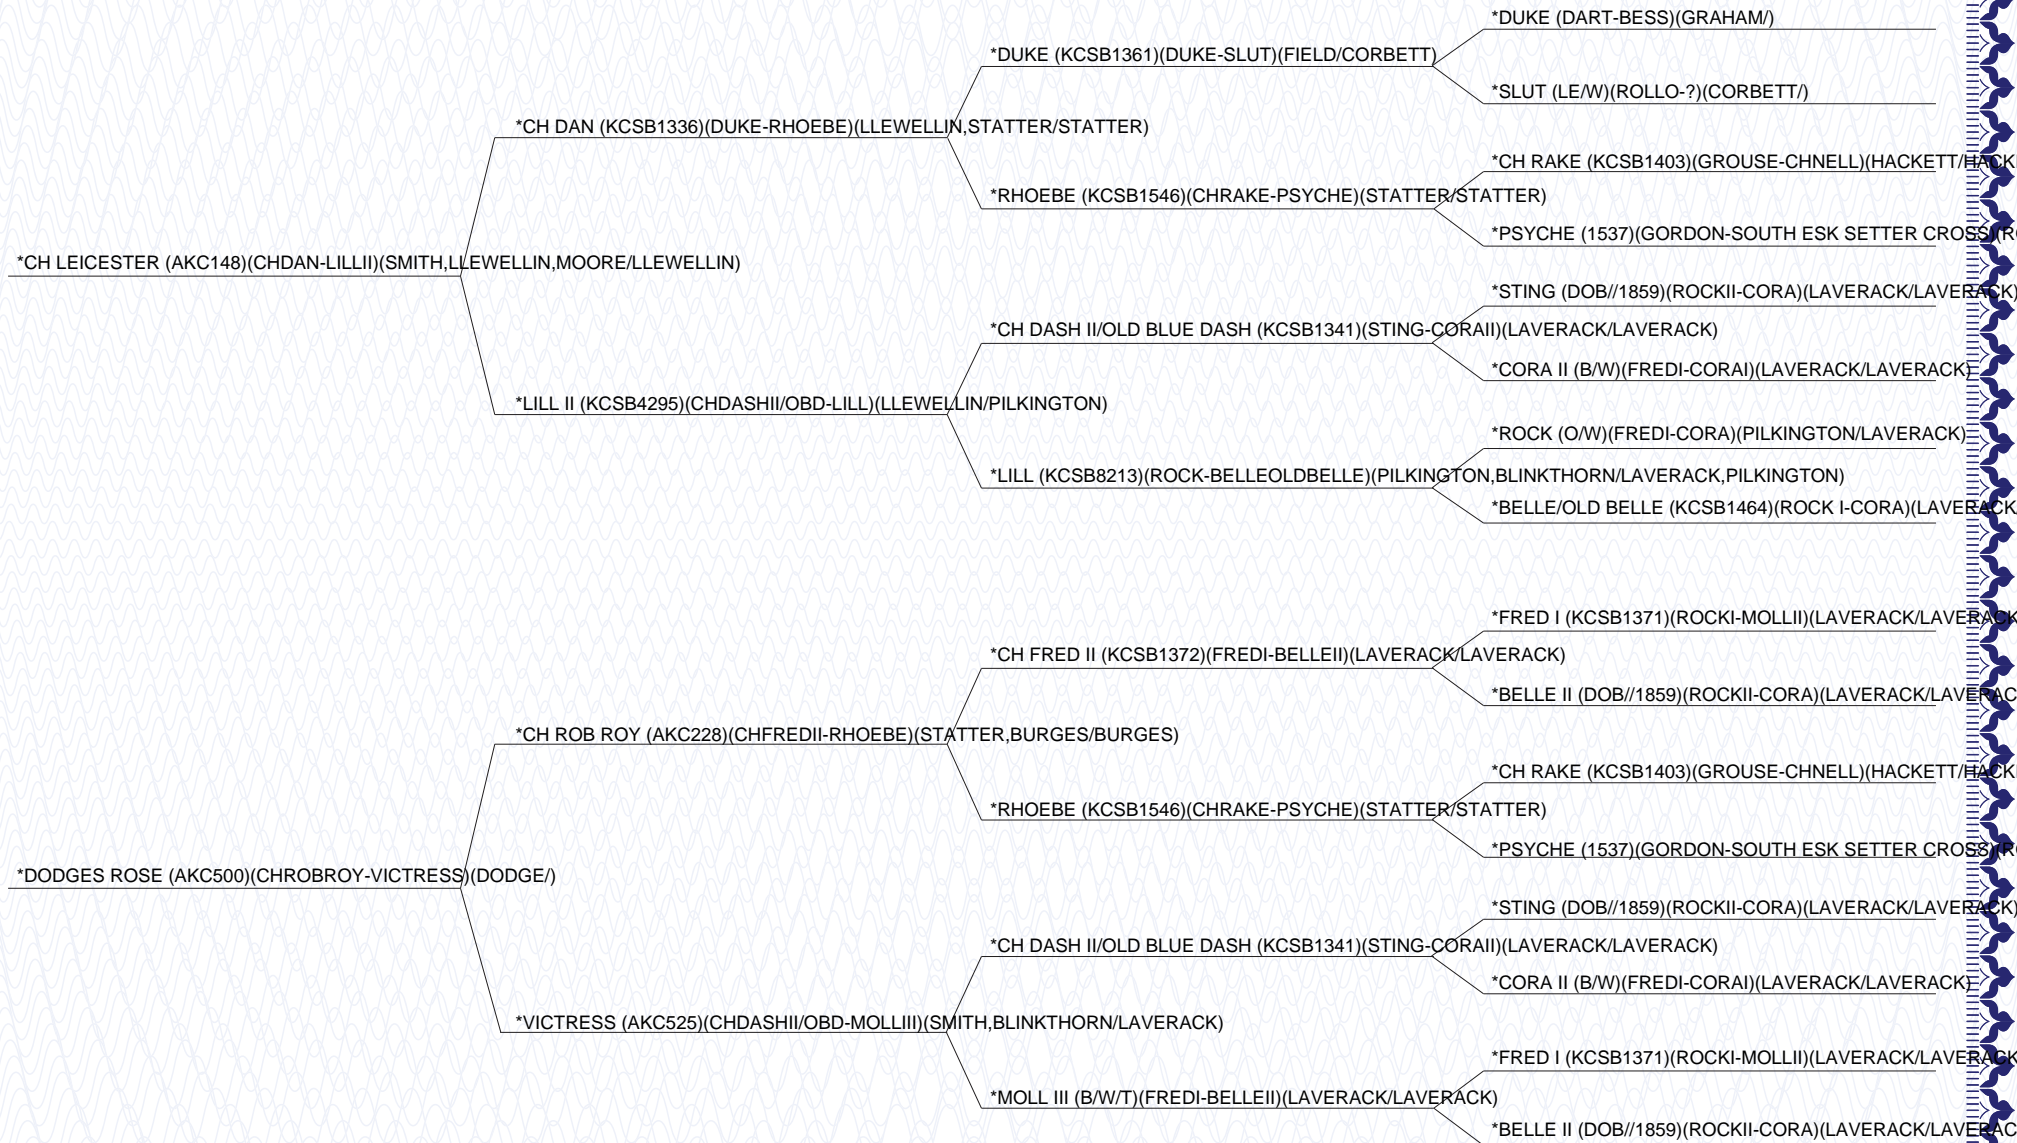 *DUKE (DART-BESS)(GRAHAM/)
*DUKE (KCSB1361)(DUKE-SLUT)(FIELD/CORBETT)
*SLUT (LE/W)(ROLLO-?)(CORBETT/)
*CH DAN (KCSB1336)(DUKE-RHOEBE)(LLEWELLIN,STATTER/STATTER)
*CH RAKE (KCSB1403)(GROUSE-CHNELL)(HACKETT/
*RHOEBE (KCSB1546)(CHRAKE-PSYCHE)(STATTER/STATTER)
*PSYCHE (1537)(GORDON-SOUTH ESK SETTER CROSS)
*CH LEICESTER (AKC148)(CHDAN-LILLII)(SMITH,LLEWELLIN,MOORE/LLEWELLIN)
*STING (DOB//1859)(ROCKII-CORA)(LAVERACK/LAVERACK)
*CH DASH II/OLD BLUE DASH (KCSB1341)(STING-CORAII)(LAVERACK/LAVERACK)
*CORA II (B/W)(FREDI-CORAI)(LAVERACK/LAVERACK)
*LILL II (KCSB4295)(CHDASHII/OBD-LILL)(LLEWELLIN/PILKINGTON)
*ROCK (O/W)(FREDI-CORA)(PILKINGTON/LAVERACK)
*LILL (KCSB8213)(ROCK-BELLEOLDBELLE)(PILKINGTON,BLINKTHORN/LAVERACK,PILKINGTON)
*BELLE/OLD BELLE (KCSB1464)(ROCK I-CORA)(LAVERACK
*FRED I (KCSB1371)(ROCKI-MOLLII)(LAVERACK/LAVERACK
*CH FRED II (KCSB1372)(FREDI-BELLEII)(LAVERACK/LAVERACK)
*BELLE II (DOB//1859)(ROCKII-CORA)(LAVERACK/LAVERAC
*CH ROB ROY (AKC228)(CHFREDII-RHOEBE)(STATTER,BURGES/BURGES)
*CH RAKE (KCSB1403)(GROUSE-CHNELL)(HACKETT/
*RHOEBE (KCSB1546)(CHRAKE-PSYCHE)(STATTER/STATTER)
*PSYCHE (1537)(GORDON-SOUTH ESK SETTER CROSS)
*DODGES ROSE (AKC500)(CHROBROY-VICTRESS)(DODGE/)
*STING (DOB//1859)(ROCKII-CORA)(LAVERACK/LAVERACK)
*CH DASH II/OLD BLUE DASH (KCSB1341)(STING-CORAII)(LAVERACK/LAVERACK)
*CORA II (B/W)(FREDI-CORAI)(LAVERACK/LAVERACK)
*VICTRESS (AKC525)(CHDASHII/OBD-MOLLIII)(SMITH,BLINKTHORN/LAVERACK)
*FRED I (KCSB1371)(ROCKI-MOLLII)(LAVERACK/LAVERACK
*MOLL III (B/W/T)(FREDI-BELLEII)(LAVERACK/LAVERACK)
*BELLE II (DOB//1859)(ROCKII-CORA)(LAVERACK/LAVERAC